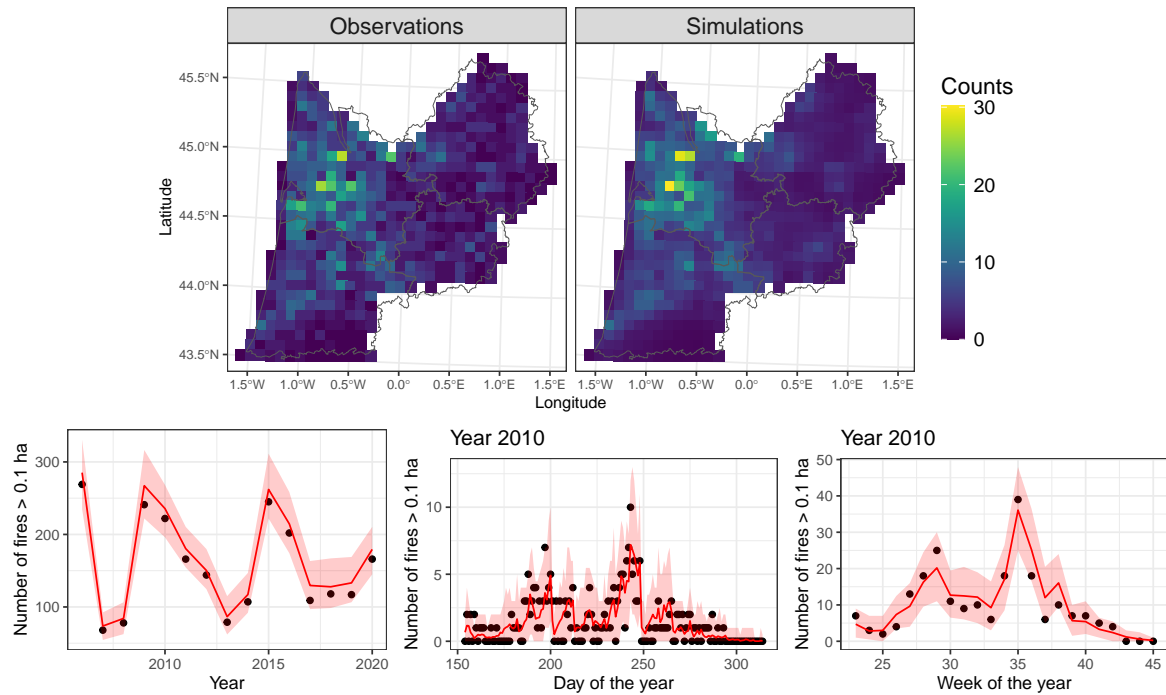 Observations
Simulations
45.5°N
45.0°N
44.5°N
44.0°N
43.5°N
Latitude
1.5°W 1.0°W 0.5°W 0.0° 0.5°E 1.0°E 1.5°E
1.5°W 1.0°W 0.5°W 0.0° 0.5°E 1.0°E 1.5°E
Longitude
Counts
30
20
10
0
Number of fires > 0.1 ha
300
200
100
2010 2015 2020
Year
Year 2010
Number of fires > 0.1 ha
10
5
0
150 200 250 300
Day of the year
Year 2010
Number of fires > 0.1 ha
50
40
30
20
10
0
25 30 35 40 45
Week of the year